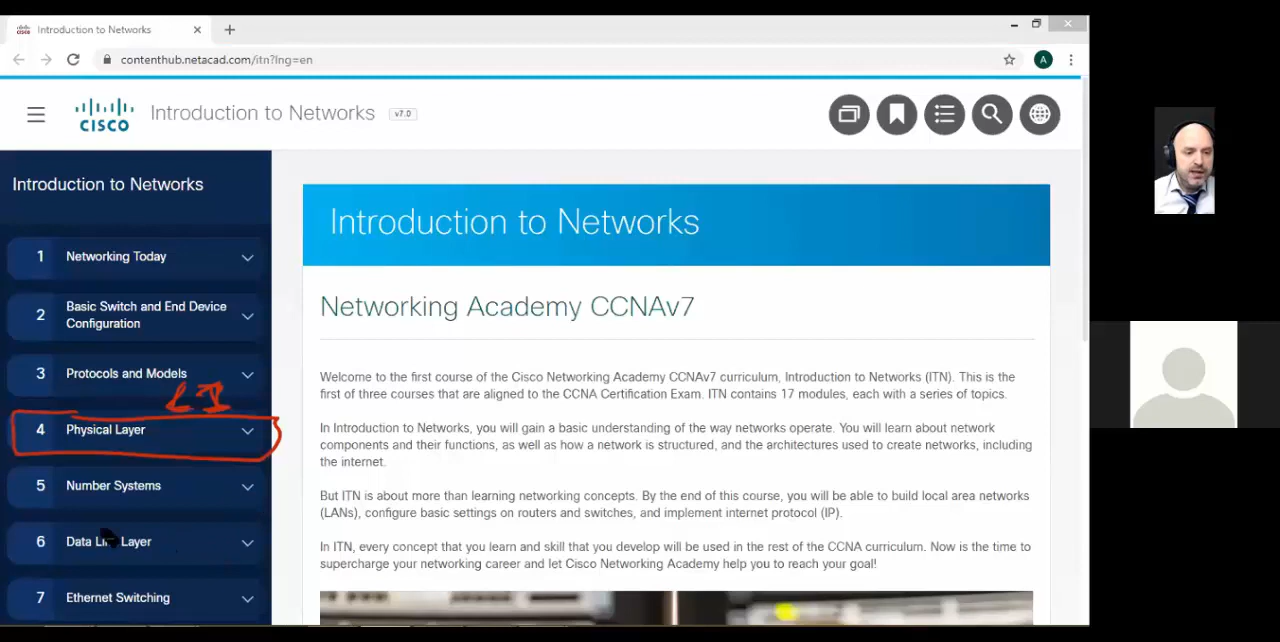 Introduction to Networks
contenthub.netacad.com/itn?lng=en
A
CISCO
Introduction to Networks
v7.0
Introduction to Networks
1 Networking Today
2 Basic Switch and End Device
Configuration
3 Protocols and Models
L1
4 Physical Layer
5 Number Systems
6 Data Layer
7 Ethernet Switching
Introduction to Networks
Networking Academy CCNAv7
Welcome to the first course of the Cisco Networking Academy CCNAv7 curriculum, Introduction to Networks (ITN). This is the
first of three courses that are aligned to the CCNA Certification Exam. ITN contains 17 modules, each with a series of topics.
In Introduction to Networks, you will gain a basic understanding of the way networks operate. You will learn about network
components and their functions, as well as how a network is structured, and the architectures used to create networks, including
the internet.
But ITN is about more than learning networking concepts. By the end of this course, you will be able to build local area networks
(LANs), configure basic settings on routers and switches, and implement internet protocol (IP).
In ITN, every concept that you learn and skill that you develop will be used in the rest of the CCNA curriculum. Now is the time to
supercharge your networking career and let Cisco Networking Academy help you to reach your goal!